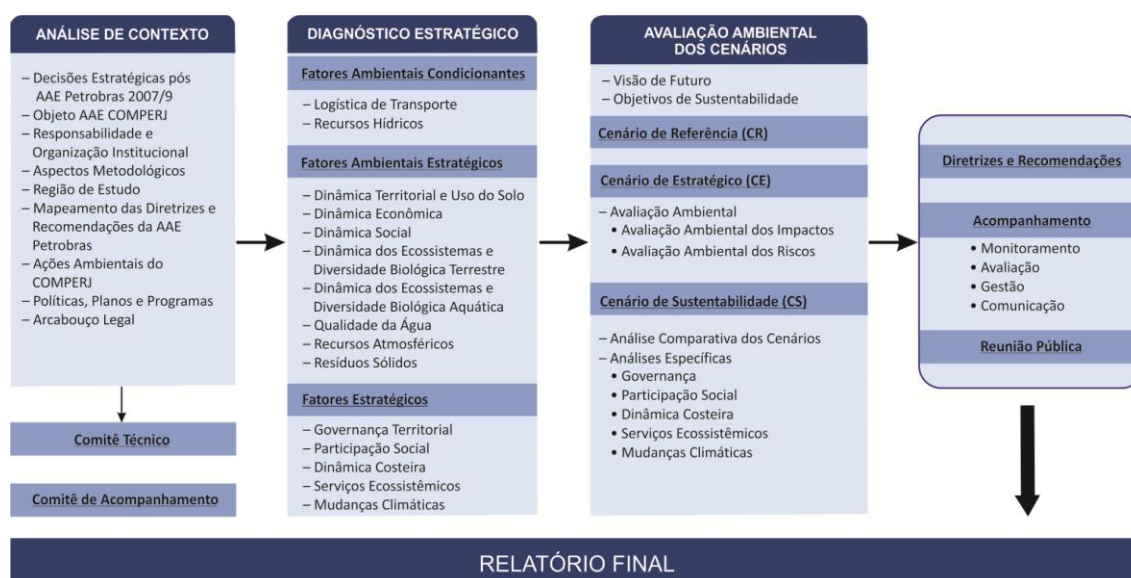 ANÁLISE DE CONTEXTO
– Decisões Estratégicas pós
AAE Petrobras 2007/9
– Objeto AAE COMPERJ
– Responsabilidade e
Organização Institucional
– Aspectos Metodológicos
– Região de Estudo
– Mapeamento das Diretrizes e
Recomendações da AAE
Petrobras
– Ações Ambientais do
COMPERJ
– Políticas, Planos e Programas
– Arcabouço Legal
Comitê Técnico
Comitê de Acompanhamento
DIAGNÓSTICO ESTRATÉGICO
Fatores Ambientais Condicionantes
– Logística de Transporte
– Recursos Hídricos
Fatores Ambientais Estratégicos
– Dinâmica Territorial e Uso do Solo
– Dinâmica Econômica
– Dinâmica Social
– Dinâmica dos Ecossistemas e
Diversidade Biológica Terrestre
– Dinâmica dos Ecossistemas e
Diversidade Biológica Aquática
– Qualidade da Água
– Recursos Atmosféricos
– Resíduos Sólidos
Fatores Estratégicos
– Governança Territorial
– Participação Social
– Dinâmica Costeira
– Serviços Ecossistêmicos
– Mudanças Climáticas
AVALIAÇÃO AMBIENTAL
DOS CENÁRIOS
– Visão de Futuro
– Objetivos de Sustentabilidade
Cenário de Referência (CR)
Cenário de Estratégico (CE)
– Avaliação Ambiental
• Avaliação Ambiental dos Impactos
• Avaliação Ambiental dos Riscos
Cenário de Sustentabilidade (CS)
– Análise Comparativa dos Cenários
– Análises Específicas
• Governança
• Participação Social
• Dinâmica Costeira
• Serviços Ecossistêmicos
• Mudanças Climáticas
Diretrizes e Recomendações
Acompanhamento
• Monitoramento
• Avaliação
• Gestão
• Comunicação
Reunião Pública
RELATÓRIO FINAL